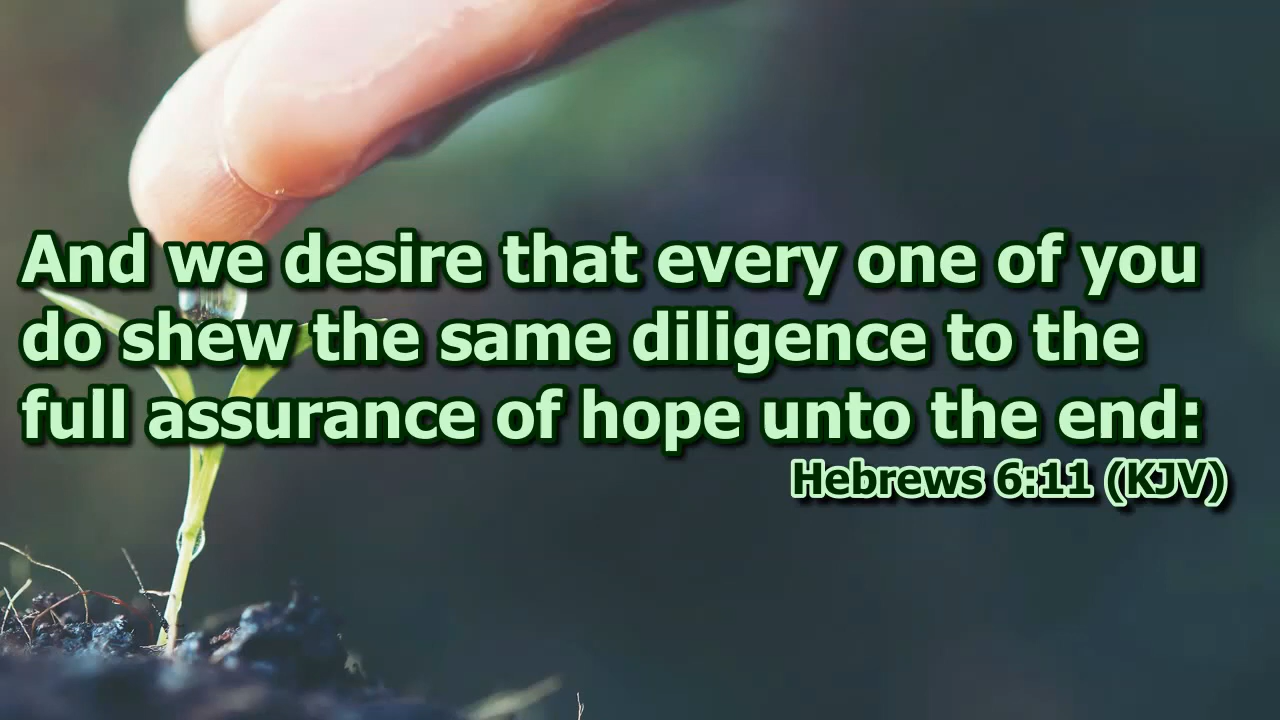 And we desire that every one of you
do shew the same diligence to the
full assurance of hope unto the end:
Hebrews 6:11 (KJV)